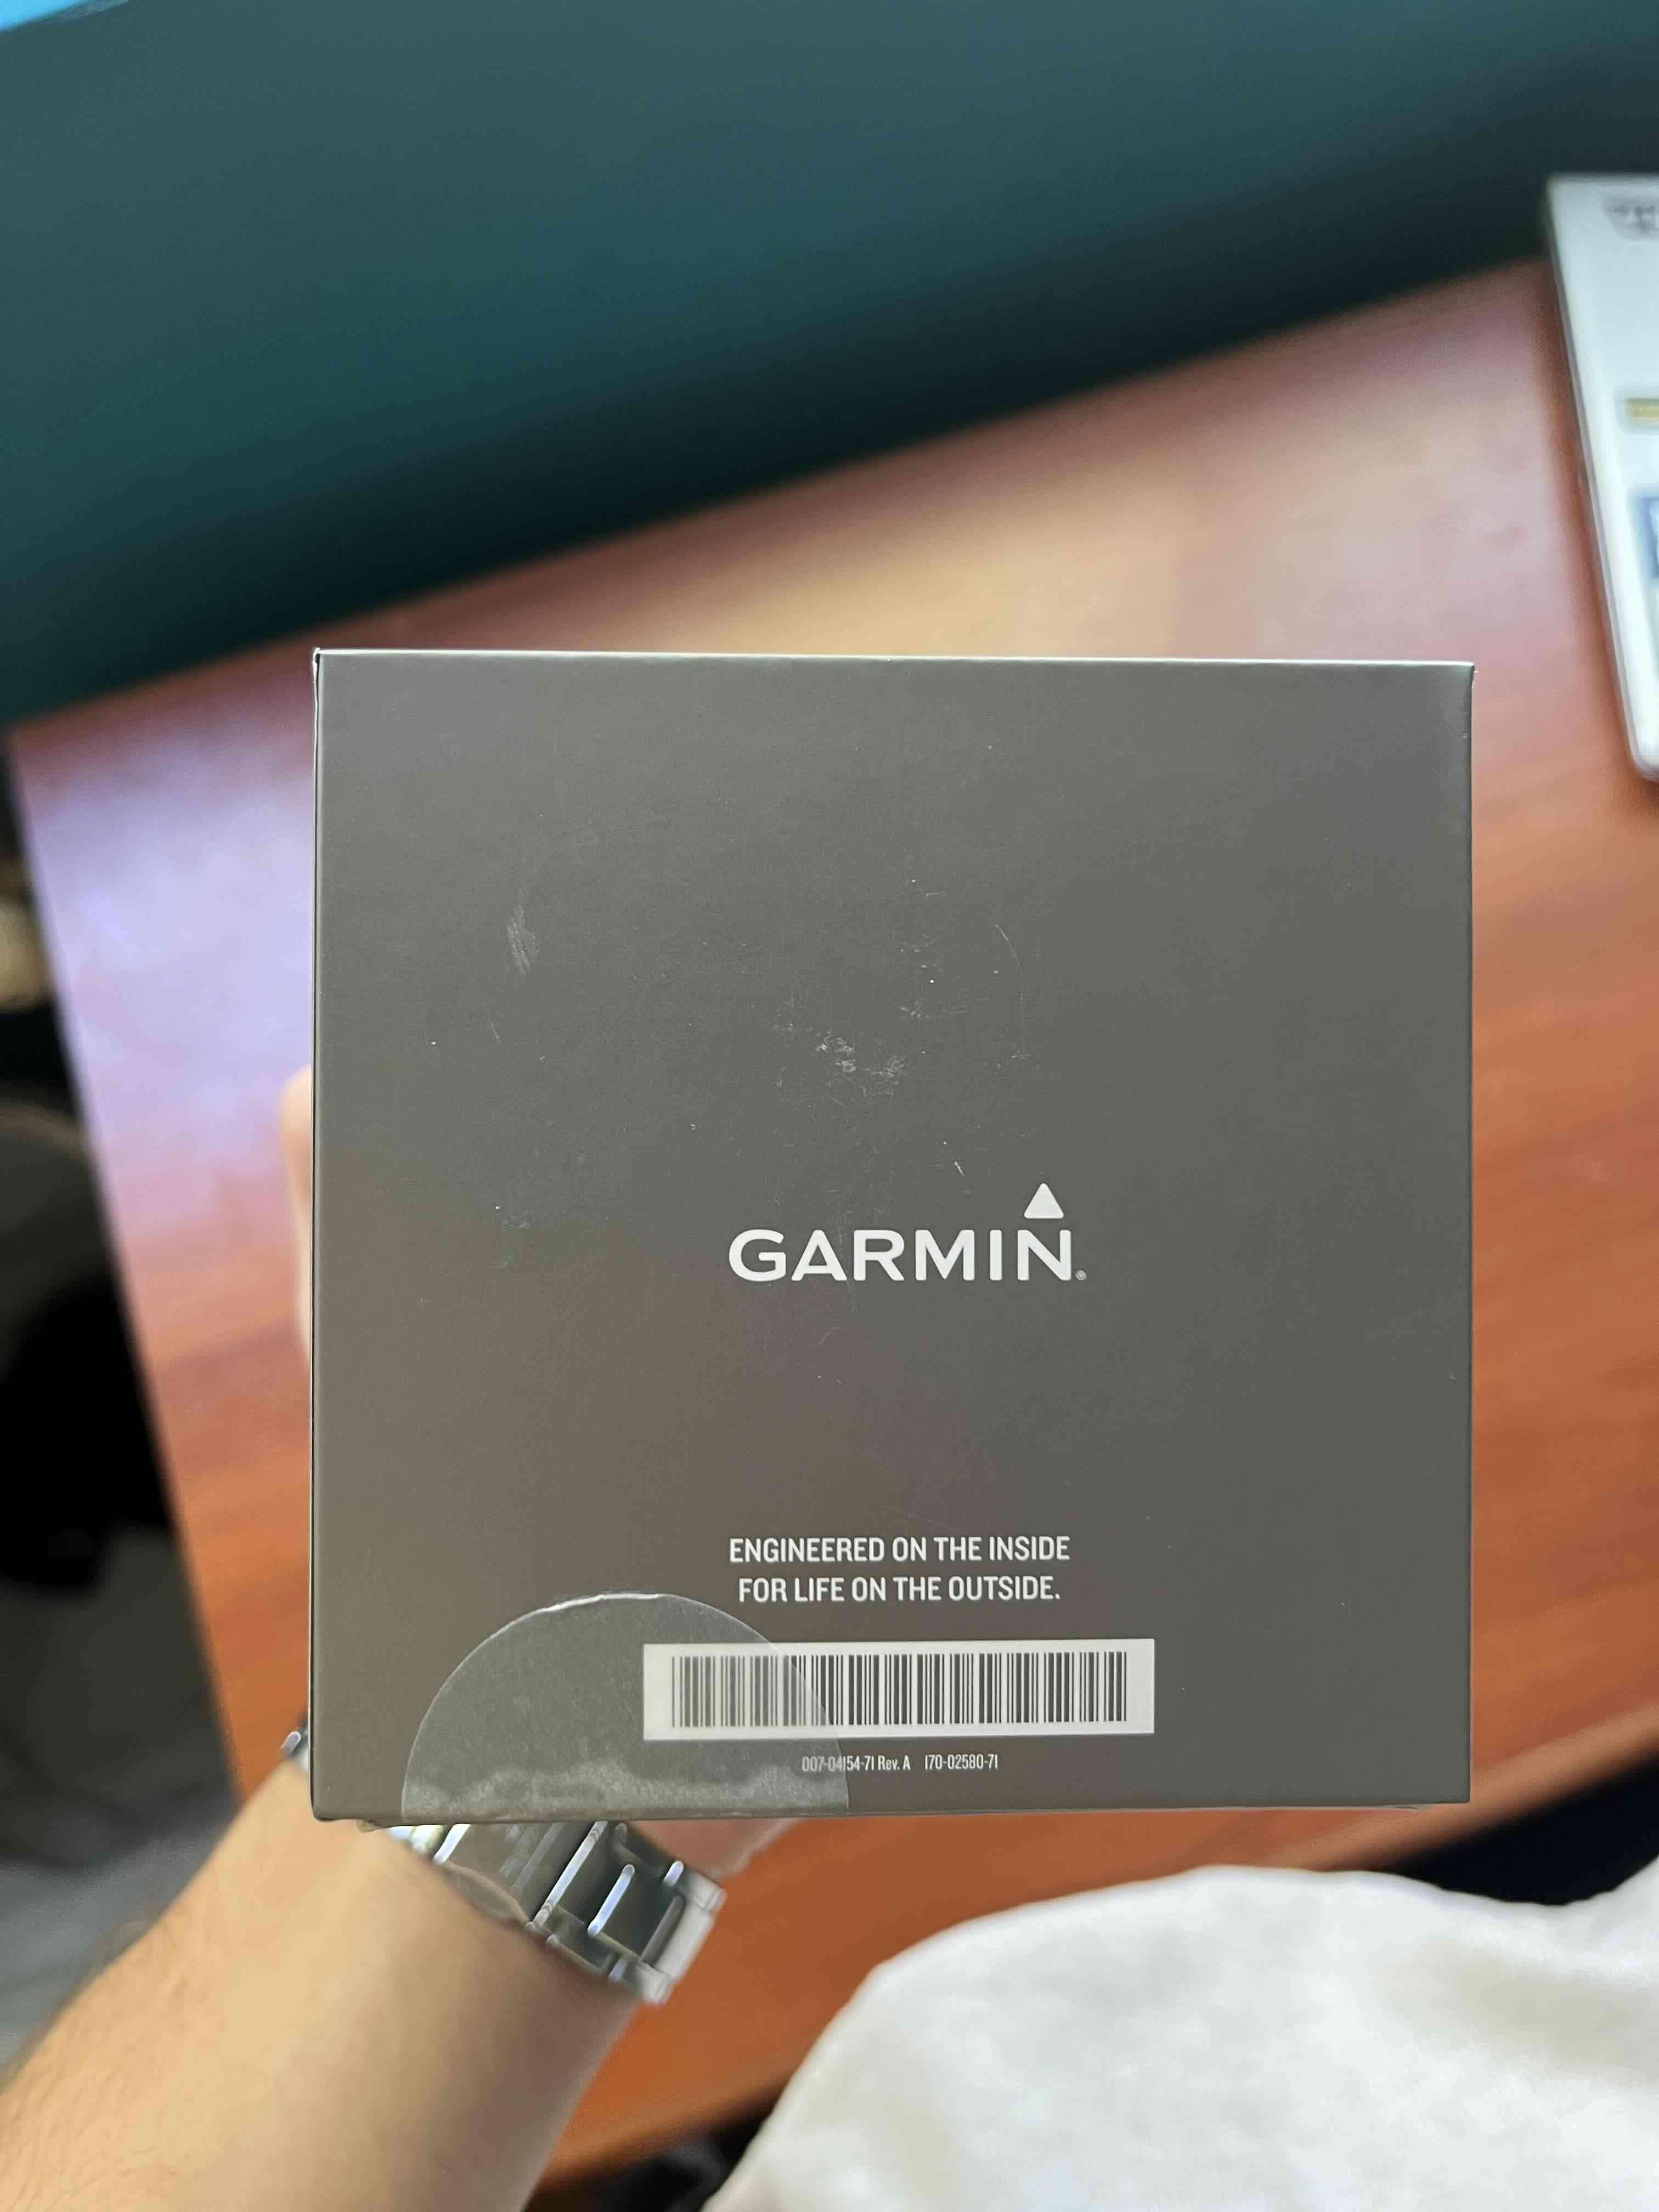 GARMIN®
ENGINEERED ON THE INSIDE
FOR LIFE ON THE OUTSIDE.
007-04154-71 Rev. A 170-02580-71